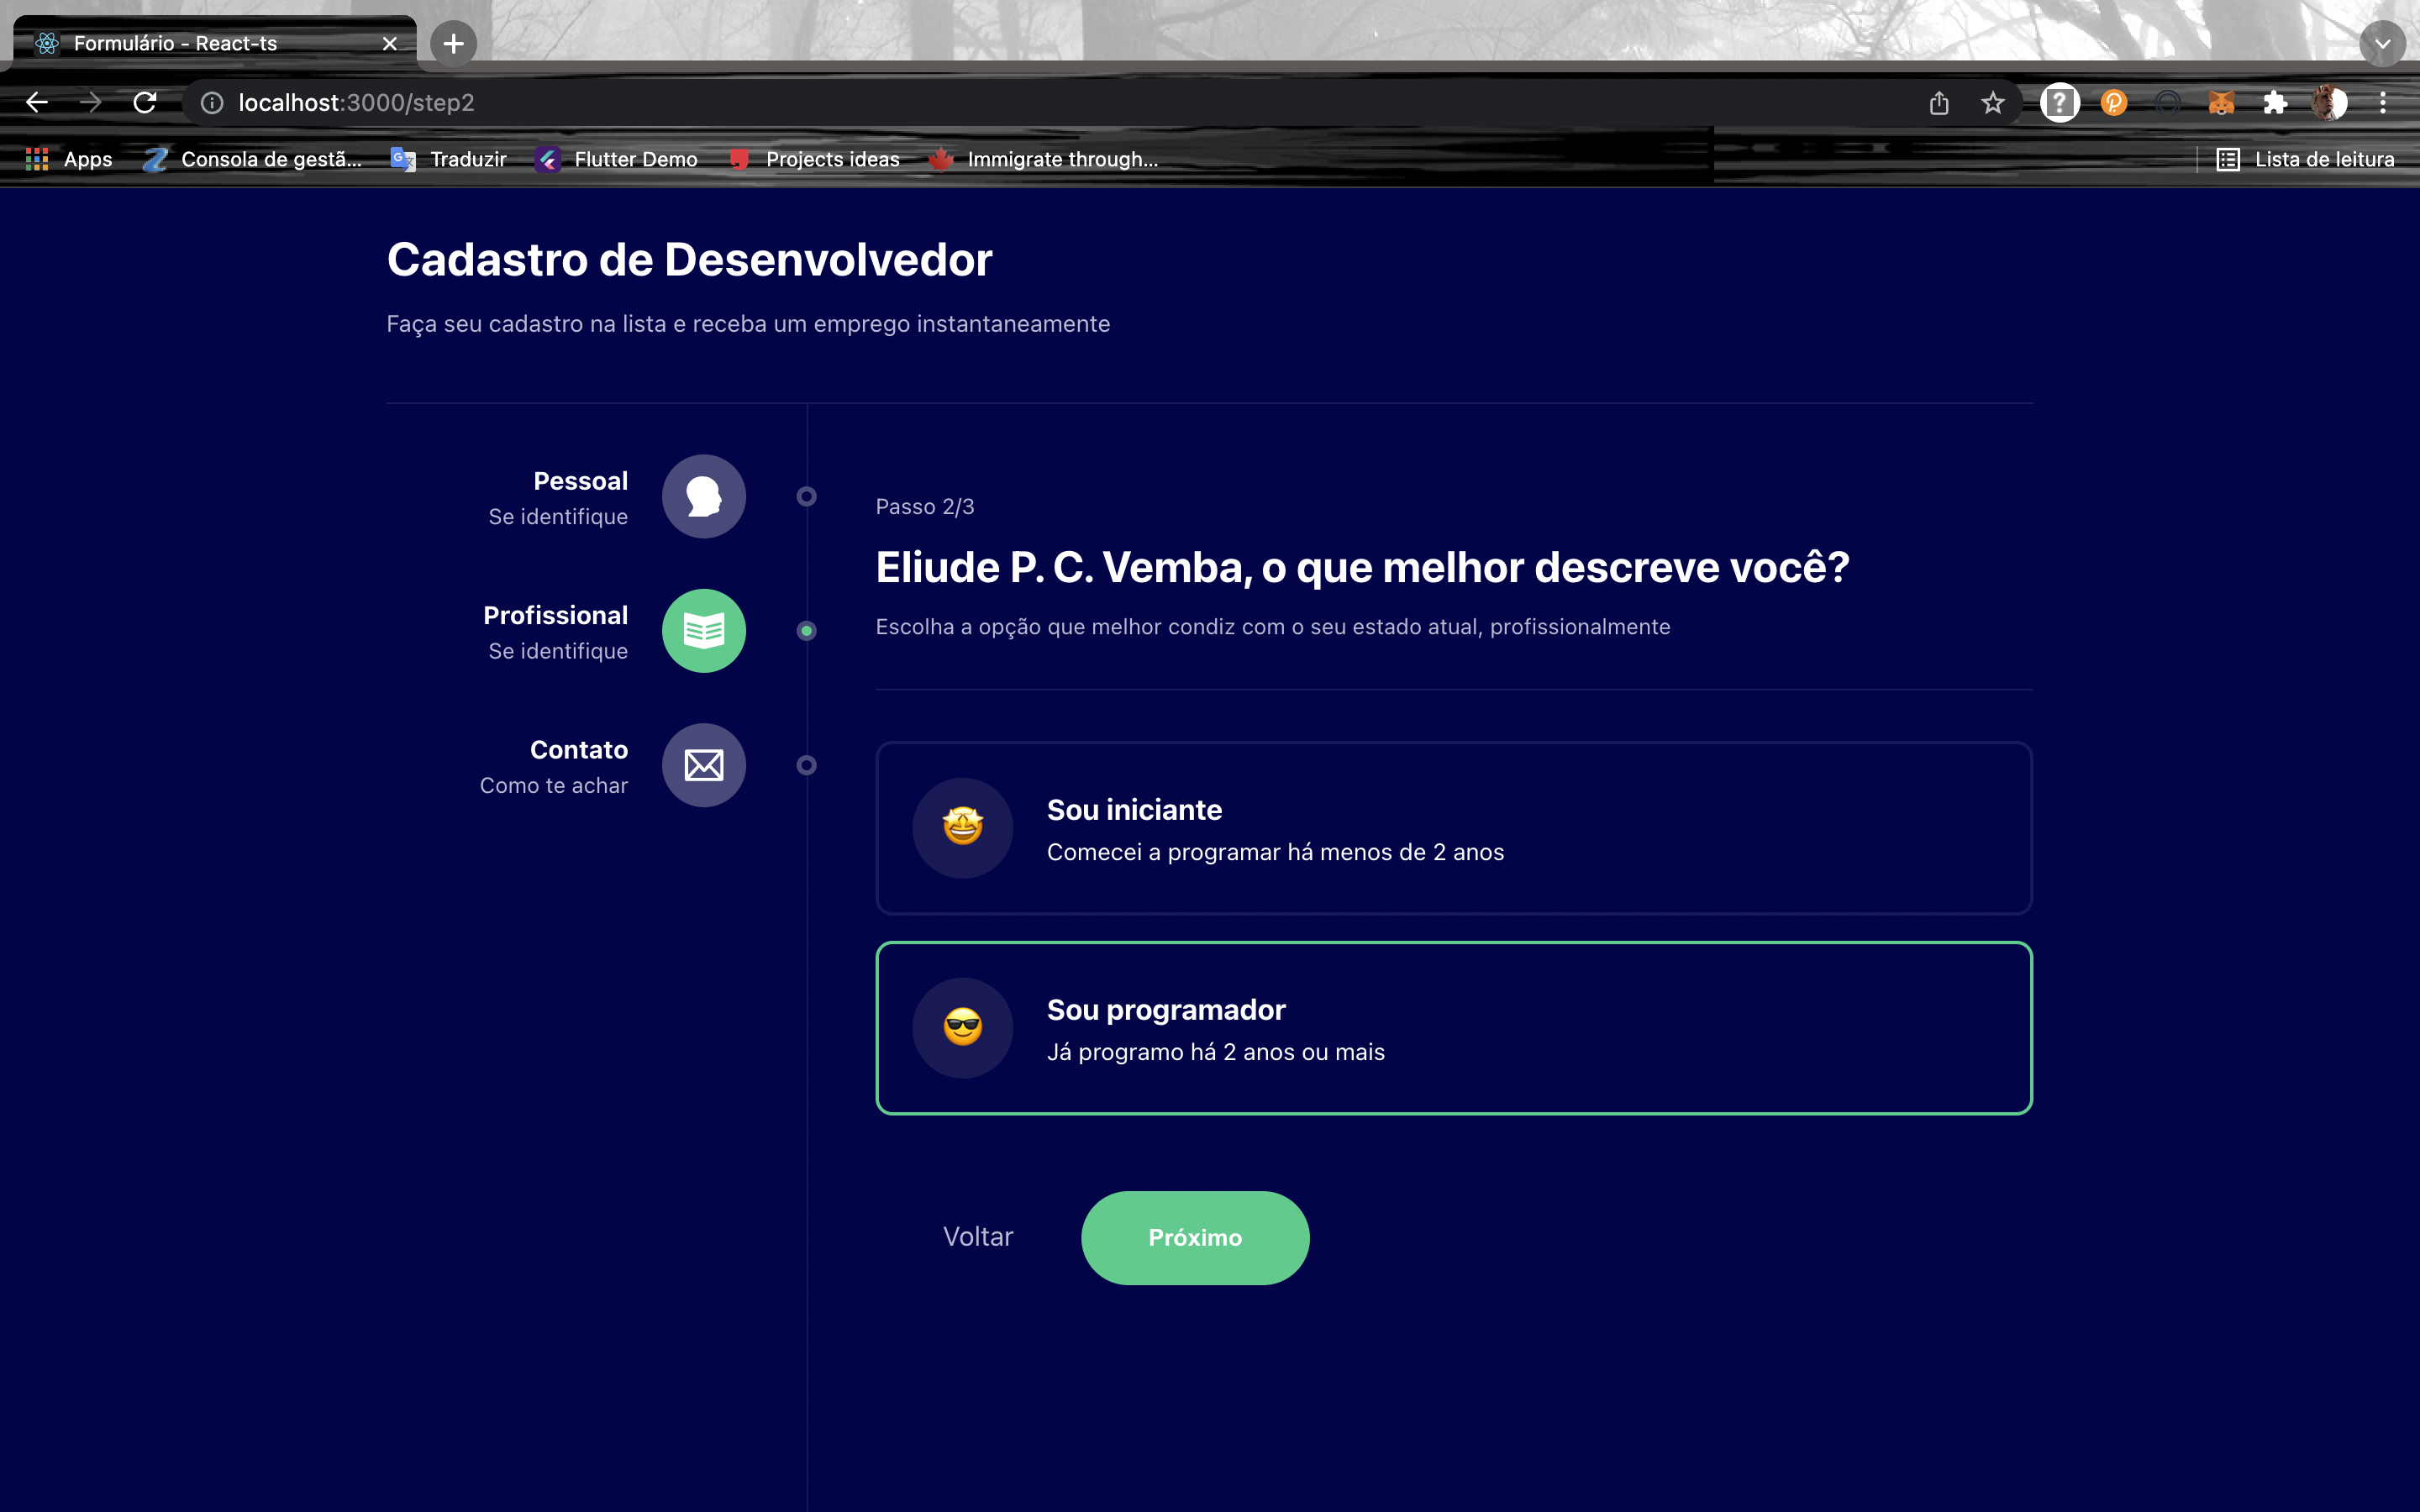 Formulário - React-ts
localhost:3000/step2
Apps
Consola de gestã...
Traduzir
Flutter Demo
Projects ideas
Immigrate through...
Lista de leitura
Cadastro de Desenvolvedor
Faça seu cadastro na lista e receba um emprego instantaneamente
Pessoal
Se identifique
Profissional
Se identifique
Contato
Como te achar
Passo 2/3
Eliude P. C. Vemba, o que melhor descreve você?
Escolha a opção que melhor condiz com o seu estado atual, profissionalmente
Sou iniciante
Comecei a programar há menos de 2 anos
Sou programador
Já programo há 2 anos ou mais
Voltar
Próximo